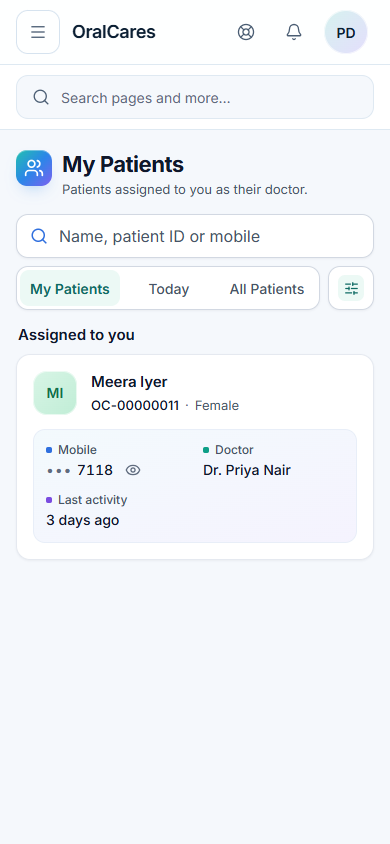 OralCares
PD
Search pages and more...
My Patients
Patients assigned to you as their doctor.
Name, patient ID or mobile
My Patients
Today
All Patients
Assigned to you
MI
Meera Iyer
OC-00000011 · Female
Mobile
••• 7118
Doctor
Dr. Priya Nair
Last activity
3 days ago